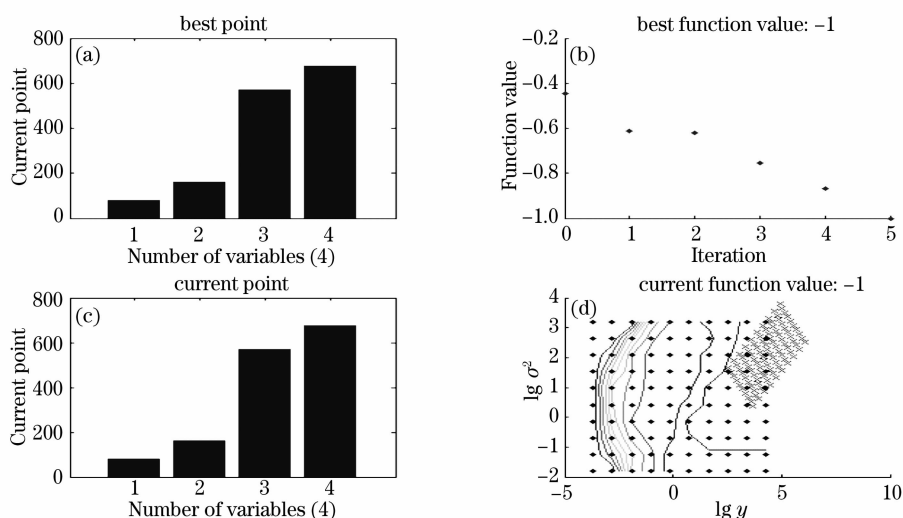 best point
(a)
800
600
400
200
0
Current point
1 2 3 4
Number of variables (4)
best function value: −1
(b)
−0.2
−0.4
−0.6
−0.8
−1.0
Function value
0 1 2 3 4 5
Iteration
current point
(c)
800
600
400
200
0
Current point
1 2 3 4
Number of variables (4)
current function value: −1
(d)
4
3
2
1
0
−1
−2
lg σ²
−5 0 5 10
lg y